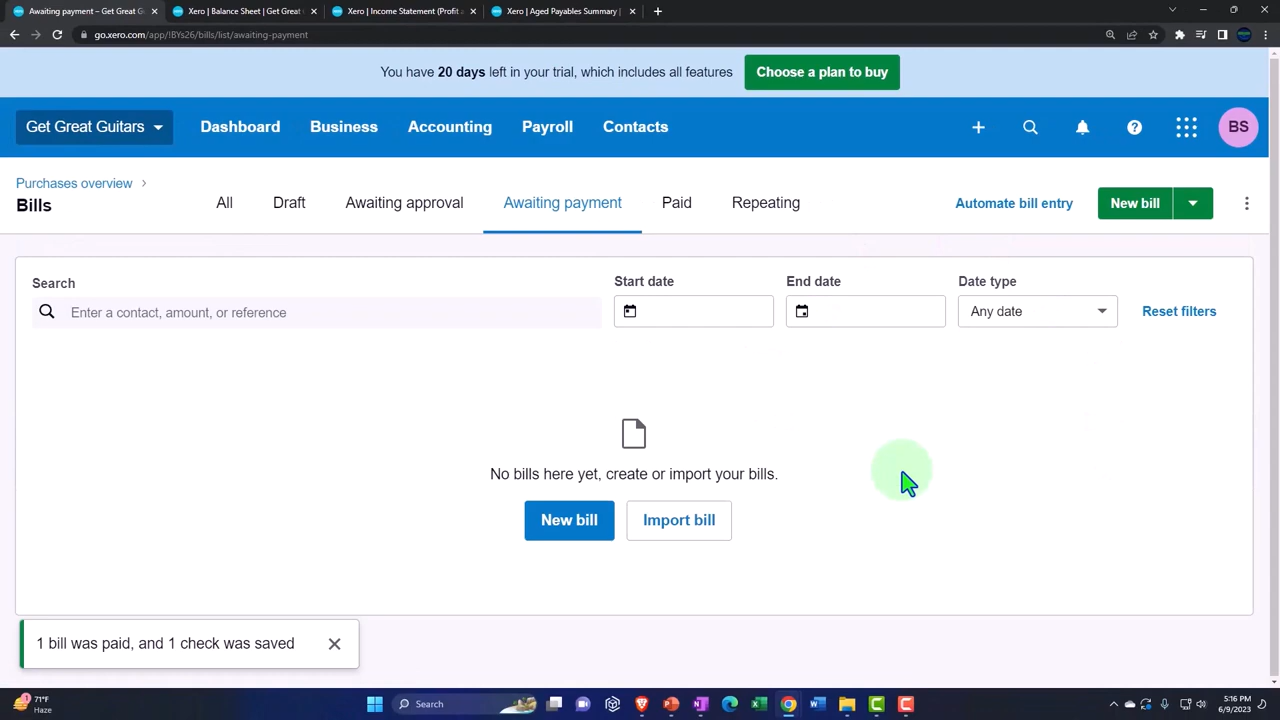 Awaiting payment – Get Great G
Xero | Balance Sheet | Get Great
Xero | Income Statement (Profit a
Xero | Aged Payables Summary |
go.xero.com/app/!BYs26/bills/list/awaiting-payment
You have 20 days left in your trial, which includes all features
Choose a plan to buy
Get Great Guitars
Dashboard
Business
Accounting
Payroll
Contacts
BS
Purchases overview
Bills
All
Draft
Awaiting approval
Awaiting payment
Paid
Repeating
Automate bill entry
New bill
Search
Start date
End date
Date type
Enter a contact, amount, or reference
Any date
Reset filters
No bills here yet, create or import your bills.
New bill
Import bill
1 bill was paid, and 1 check was saved
71°F
Haze
Search
5:16 PM
6/9/2023